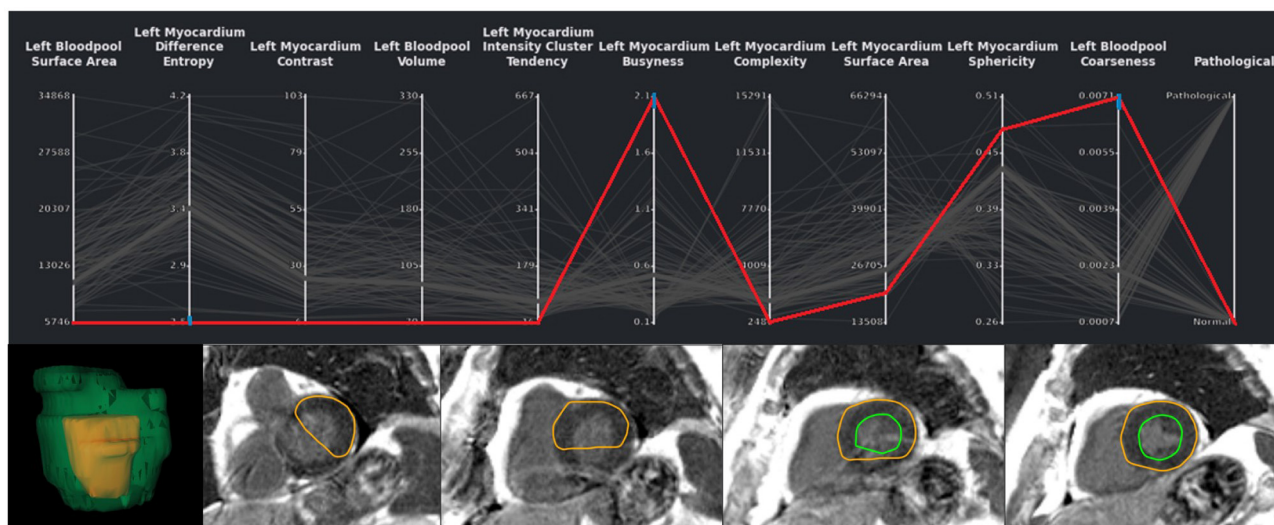 Left Bloodpool
Surface Area
Left Myocardium
Difference
Entropy
Left Myocardium
Contrast
Left Bloodpool
Volume
Left Myocardium
Intensity Cluster
Tendency
Left Myocardium
Busyness
Left Myocardium
Complexity
Left Myocardium
Surface Area
Left Myocardium
Sphericity
Left Bloodpool
Coarseness
Pathological
34868 4.2 103 330 667 2.1 15291 66294 0.51 0.0071 Pathological
27588 3.8 79 255 504 1.6 11531 53097 0.45 0.0055
20307 3.4 55 180 341 1.1 7770 39901 0.39 0.0039
13026 2.9 30 105 179 0.6 4009 26705 0.33 0.0023
5746 0.1 248 13508 0.26 0.0007 Normal